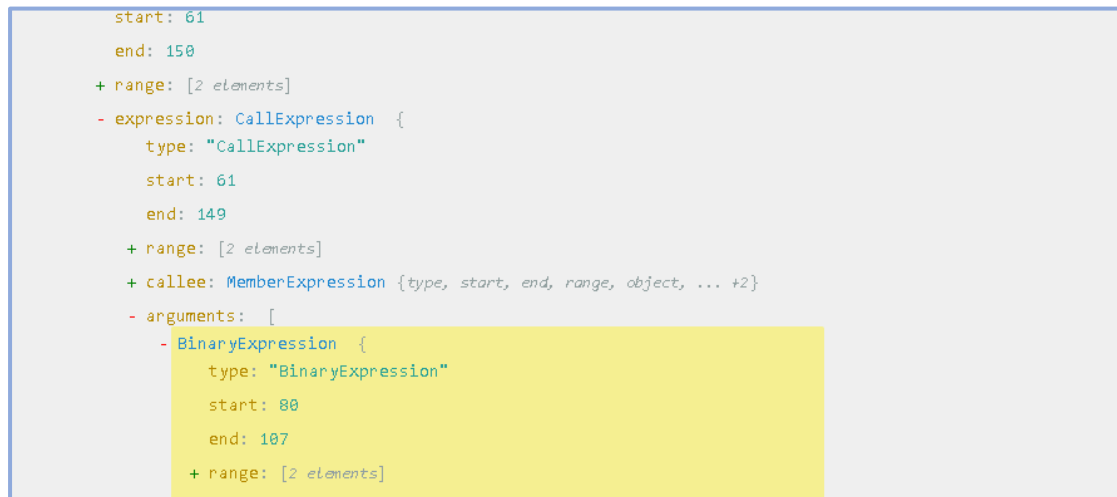 start: 61
end: 150
+ range: [2 elements]
- expression: CallExpression {
type: "CallExpression"
start: 61
end: 149
+ range: [2 elements]
+ callee: MemberExpression {type, start, end, range, object, ... +2}
- arguments: [
- BinaryExpression {
type: "BinaryExpression"
start: 80
end: 107
+ range: [2 elements]